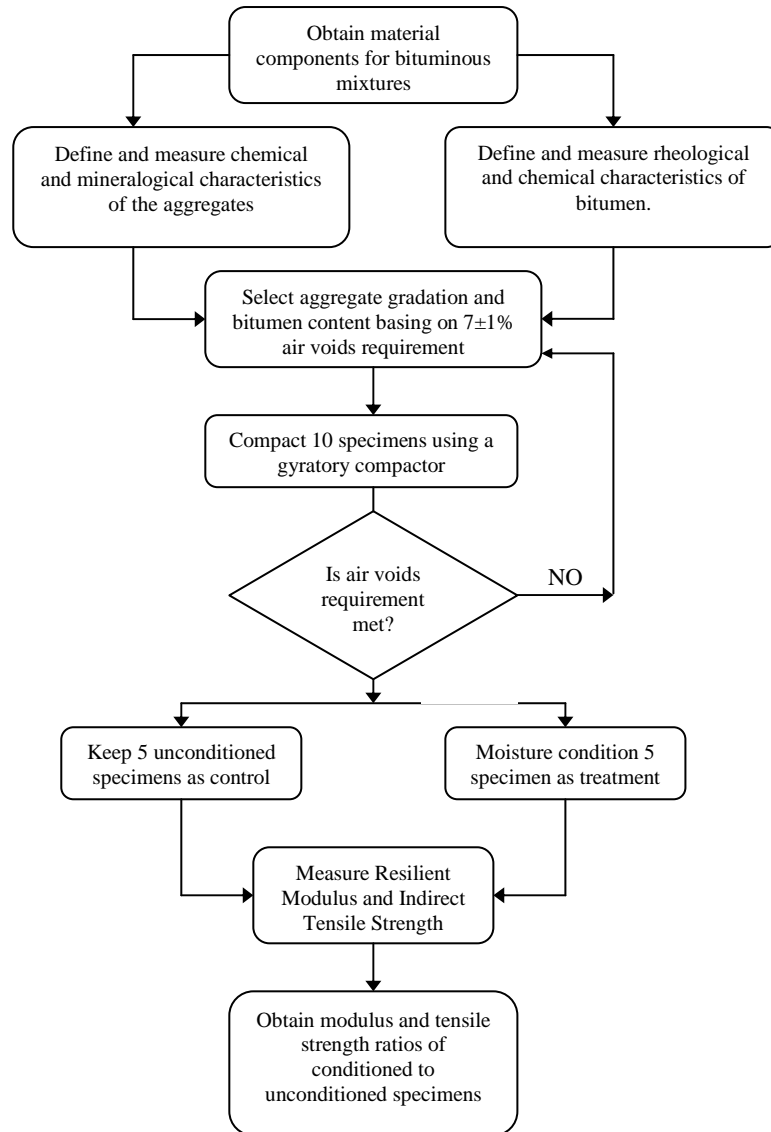 Obtain material
components for bituminous
mixtures
Define and measure chemical
and mineralogical characteristics
of the aggregates
Define and measure rheological
and chemical characteristics of
bitumen.
Select aggregate gradation and
bitumen content basing on 7±1%
air voids requirement
Compact 10 specimens using a
gyratory compactor
Is air voids
requirement
met?
NO
Keep 5 unconditioned
specimens as control
Moisture condition 5
specimen as treatment
Measure Resilient
Modulus and Indirect
Tensile Strength
Obtain modulus and tensile
strength ratios of
conditioned to
unconditioned specimens